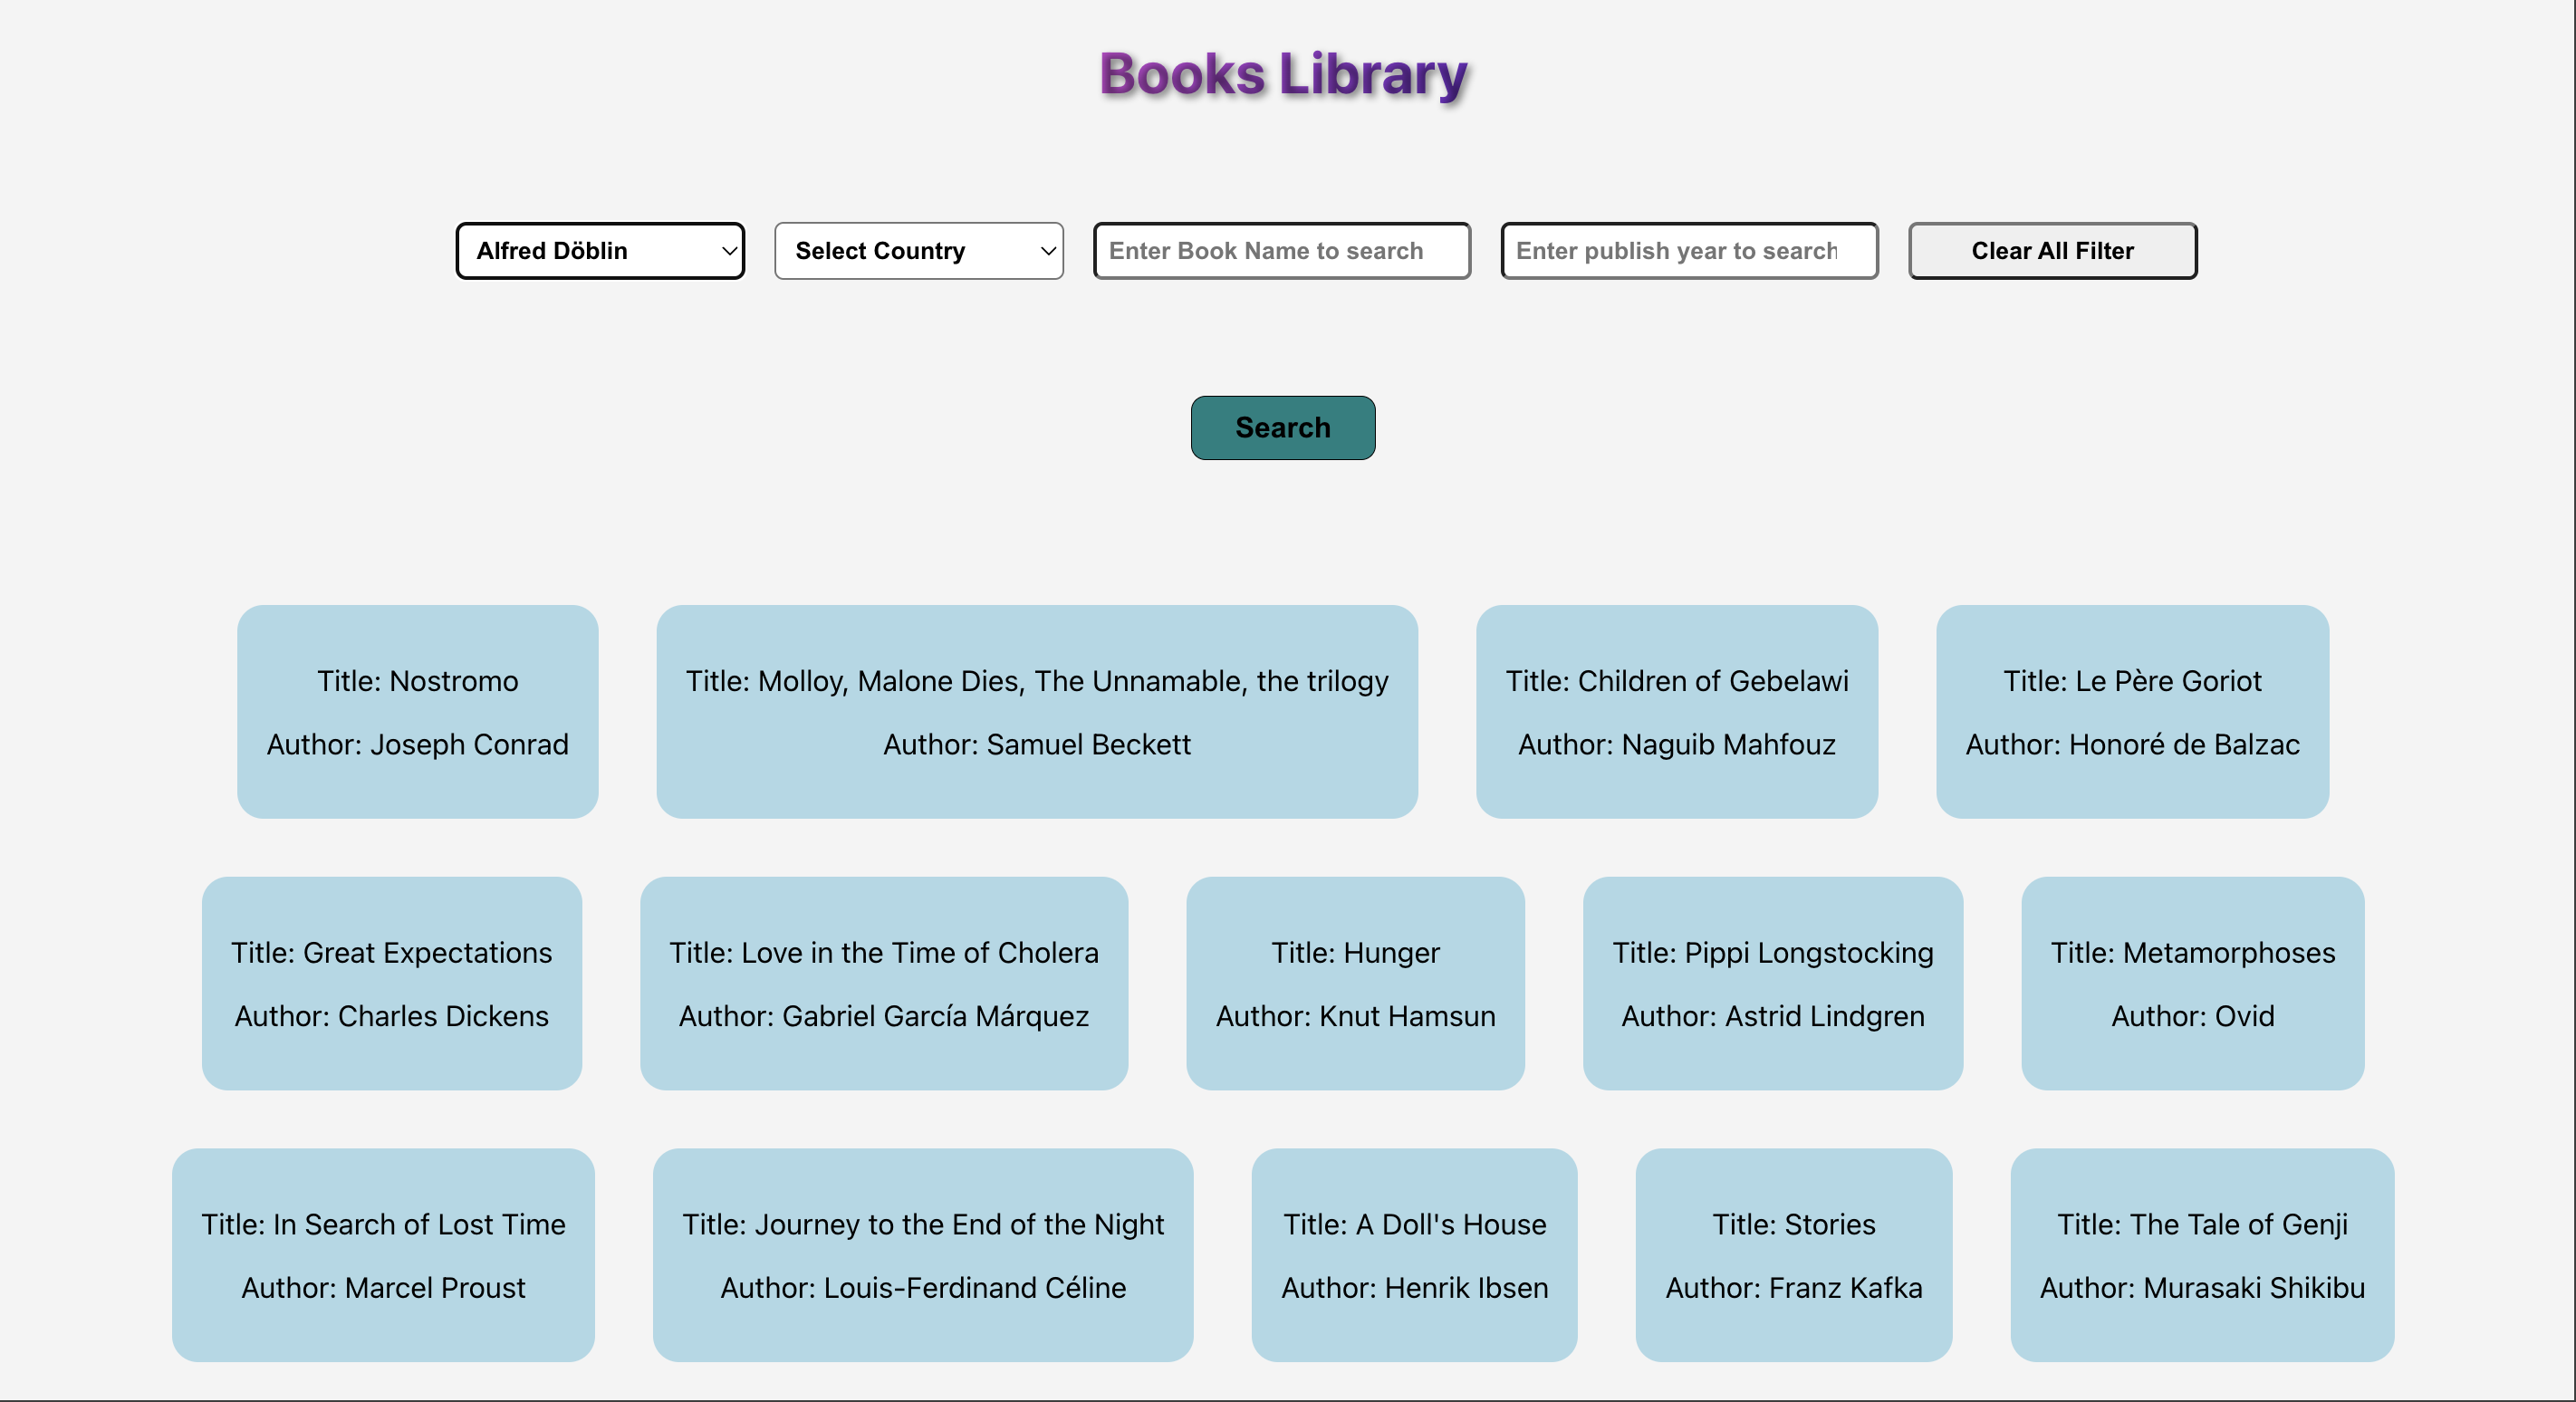 Books Library
Alfred Döblin
Select Country
Enter Book Name to search
Enter publish year to search
Clear All Filter
Search
Title: Nostromo
Author: Joseph Conrad
Title: Molloy, Malone Dies, The Unnamable, the trilogy
Author: Samuel Beckett
Title: Children of Gebelawi
Author: Naguib Mahfouz
Title: Le Père Goriot
Author: Honoré de Balzac
Title: Great Expectations
Author: Charles Dickens
Title: Love in the Time of Cholera
Author: Gabriel García Márquez
Title: Hunger
Author: Knut Hamsun
Title: Pippi Longstocking
Author: Astrid Lindgren
Title: Metamorphoses
Author: Ovid
Title: In Search of Lost Time
Author: Marcel Proust
Title: Journey to the End of the Night
Author: Louis-Ferdinand Céline
Title: A Doll's House
Author: Henrik Ibsen
Title: Stories
Author: Franz Kafka
Title: The Tale of Genji
Author: Murasaki Shikibu